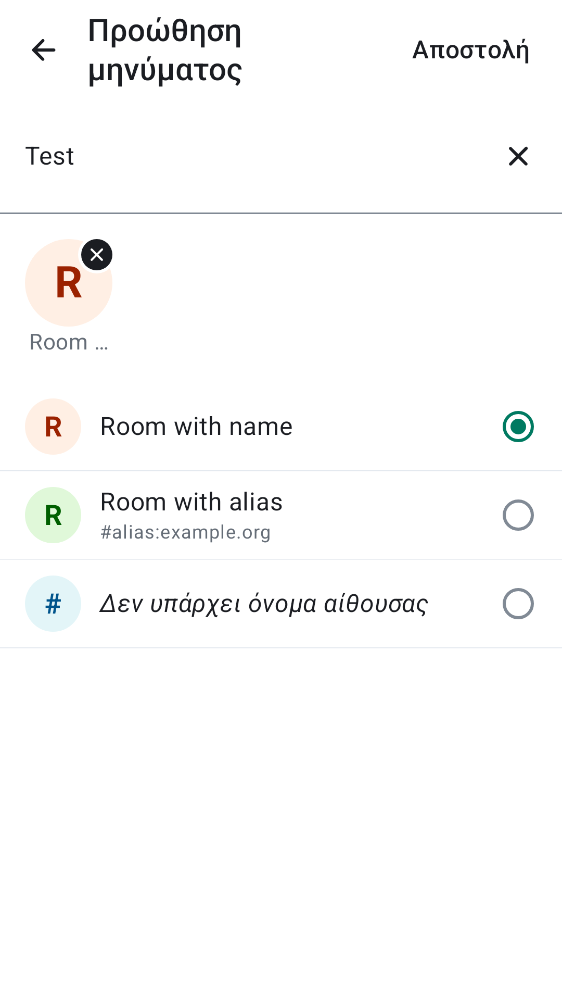 Προώθηση
μηνύματος
Αποστολή
Test
R
Room …
R
Room with name
R
Room with alias
#alias:example.org
#
Δεν υπάρχει όνομα αίθουσας